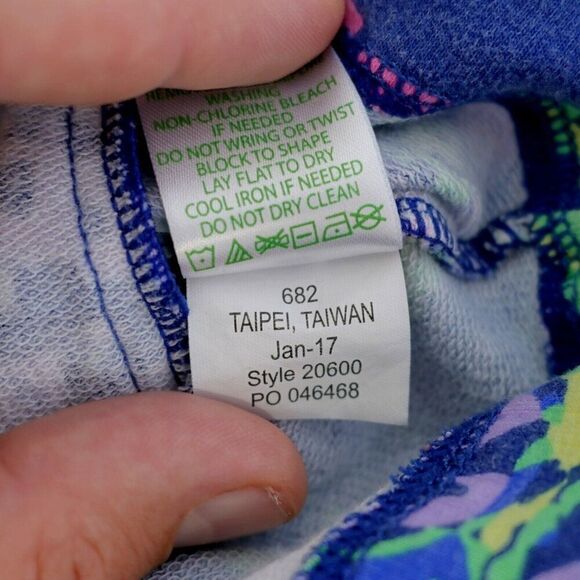 WASHING
NON-CHLORINE BLEACH
IF NEEDED
DO NOT WRING OR TWIST
BLOCK TO SHAPE
LAY FLAT TO DRY
COOL IRON IF NEEDED
DO NOT DRY CLEAN
682
TAIPEI, TAIWAN
Jan-17
Style 20600
PO 046468